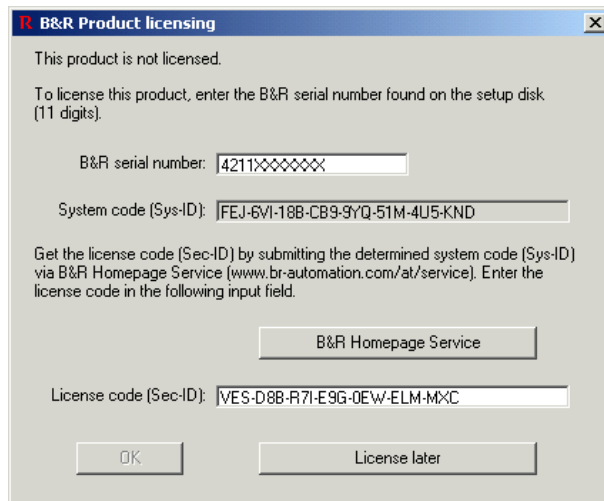 R B&R Product licensing
This product is not licensed.
To license this product, enter the B&R serial number found on the setup disk
(11 digits).
B&R serial number: 4211XXXXXXX
System code (Sys-ID): FEJ-6VI-18B-CB9-9YQ-51M-4U5-KND
Get the license code (Sec-ID) by submitting the determined system code (Sys-ID)
via B&R Homepage Service (www.br-automation.com/at/service). Enter the
license code in the following input field.
B&R Homepage Service
License code (Sec-ID): VES-D8B-R7I-E9G-0EW-ELM-MXC
OK License later